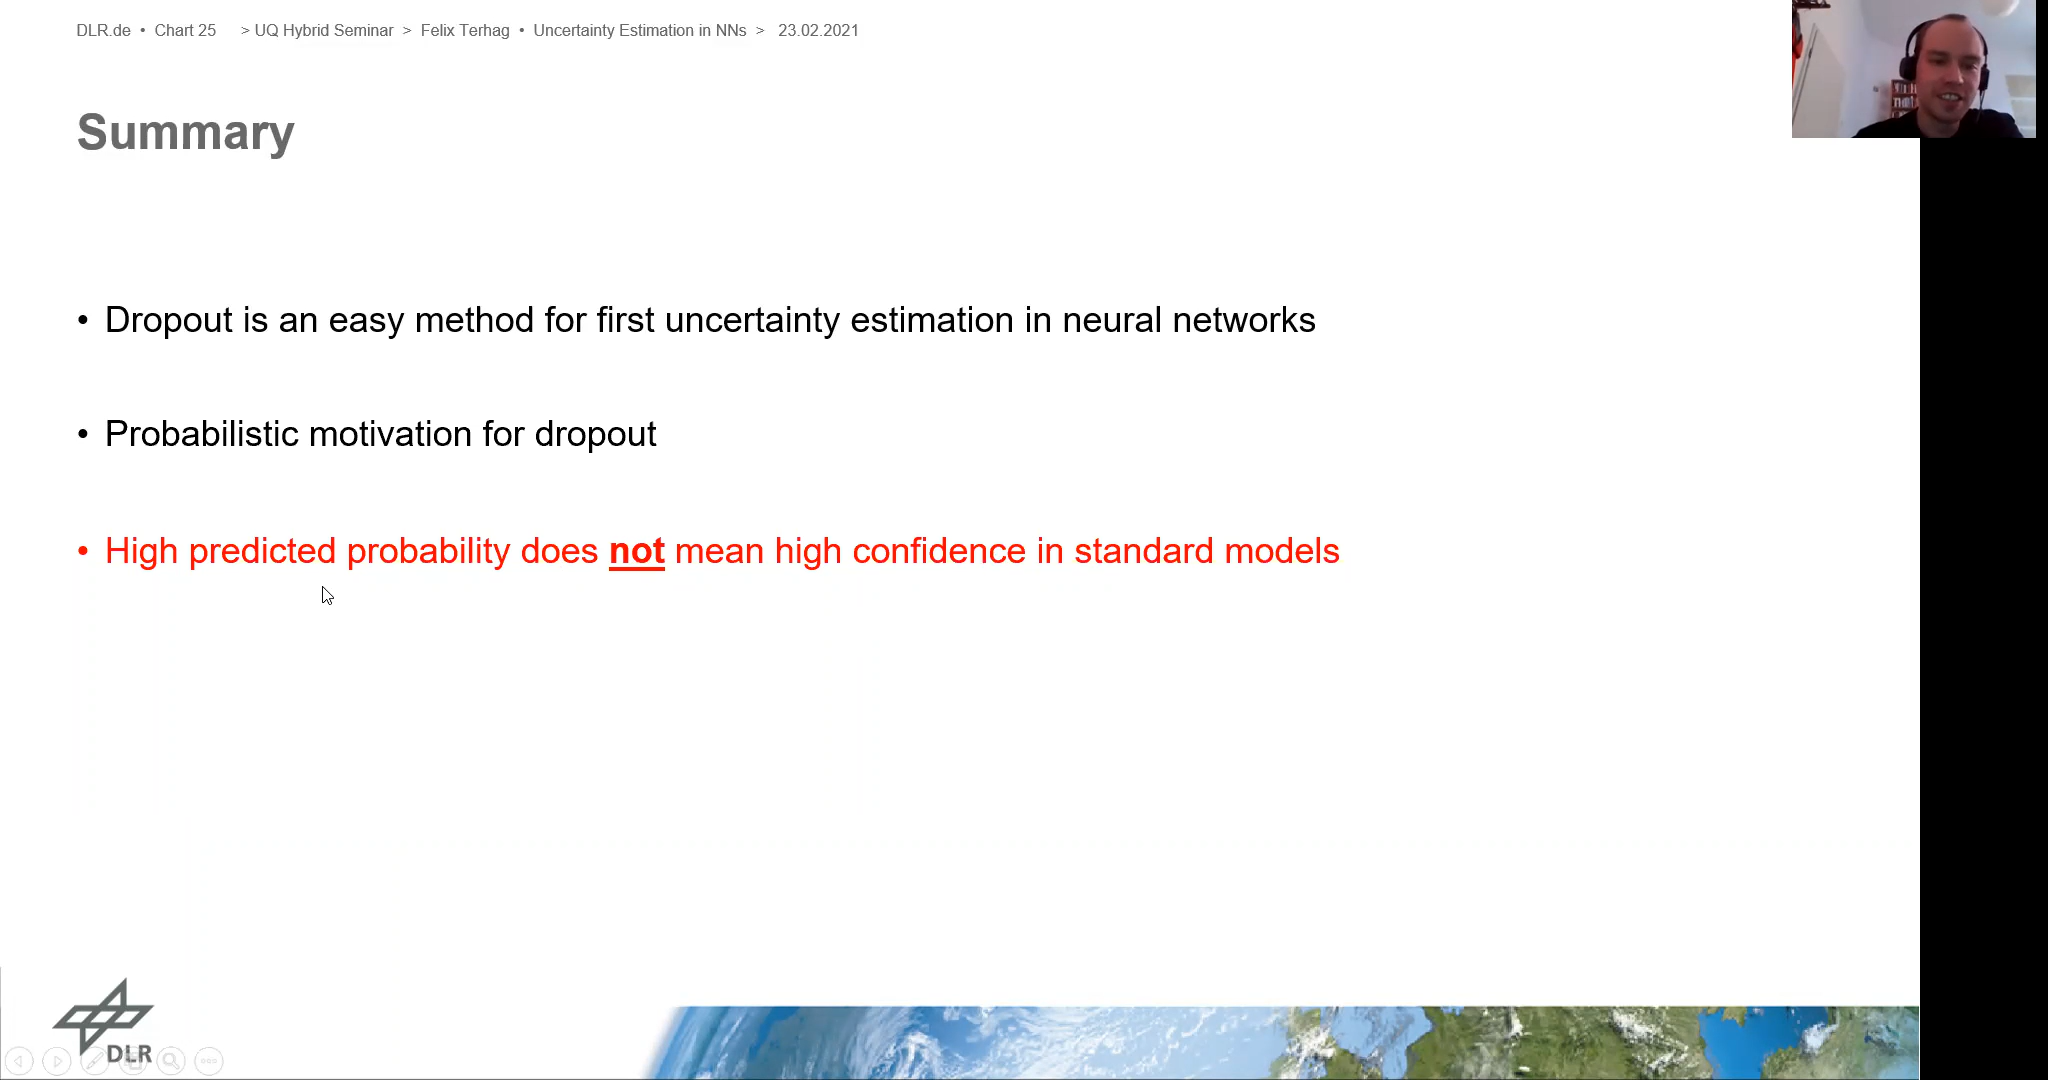 DLR.de • Chart 25 > UQ Hybrid Seminar > Felix Terhag • Uncertainty Estimation in NNs > 23.02.2021
Summary
• Dropout is an easy method for first uncertainty estimation in neural networks
• Probabilistic motivation for dropout
• High predicted probability does not mean high confidence in standard models
DLR